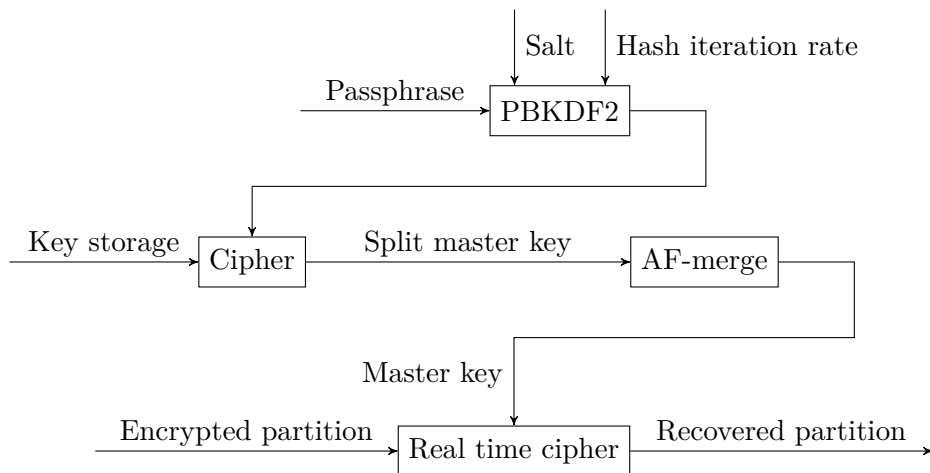 Salt
Hash iteration rate
Passphrase
PBKDF2
Key storage
Cipher
Split master key
AF-merge
Master key
Encrypted partition
Real time cipher
Recovered partition